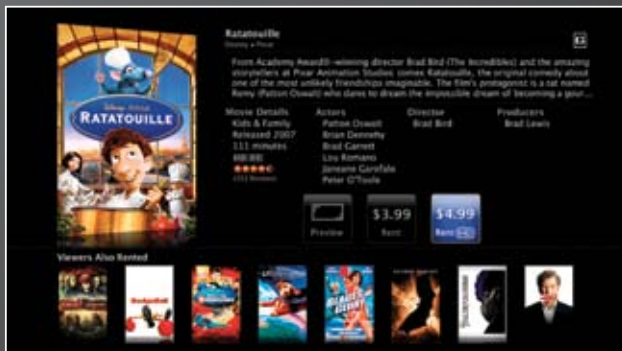 Ratatouille
Disney • Pixar
From Academy Award®-winning director Brad Bird (The Incredibles) and the amazing
storytellers at Pixar Animation Studios comes Ratatouille, the original comedy about
one of the most unlikely friendships imaginable. The film's protagonist is a rat named
Remy (Patton Oswalt) who dares to dream the impossible dream of becoming a gour...
Movie Details
Kids & Family
Released 2007
111 minutes
Actors
Patton Oswalt
Brian Dennehy
Brad Garrett
Lou Romano
Janeane Garofalo
Peter O'Toole
Director
Brad Bird
Producers
Brad Lewis
Disney PIXAR
RATATOUILLE
Preview
$3.99
Rent
$4.99
Rent HD
Viewers Also Rented